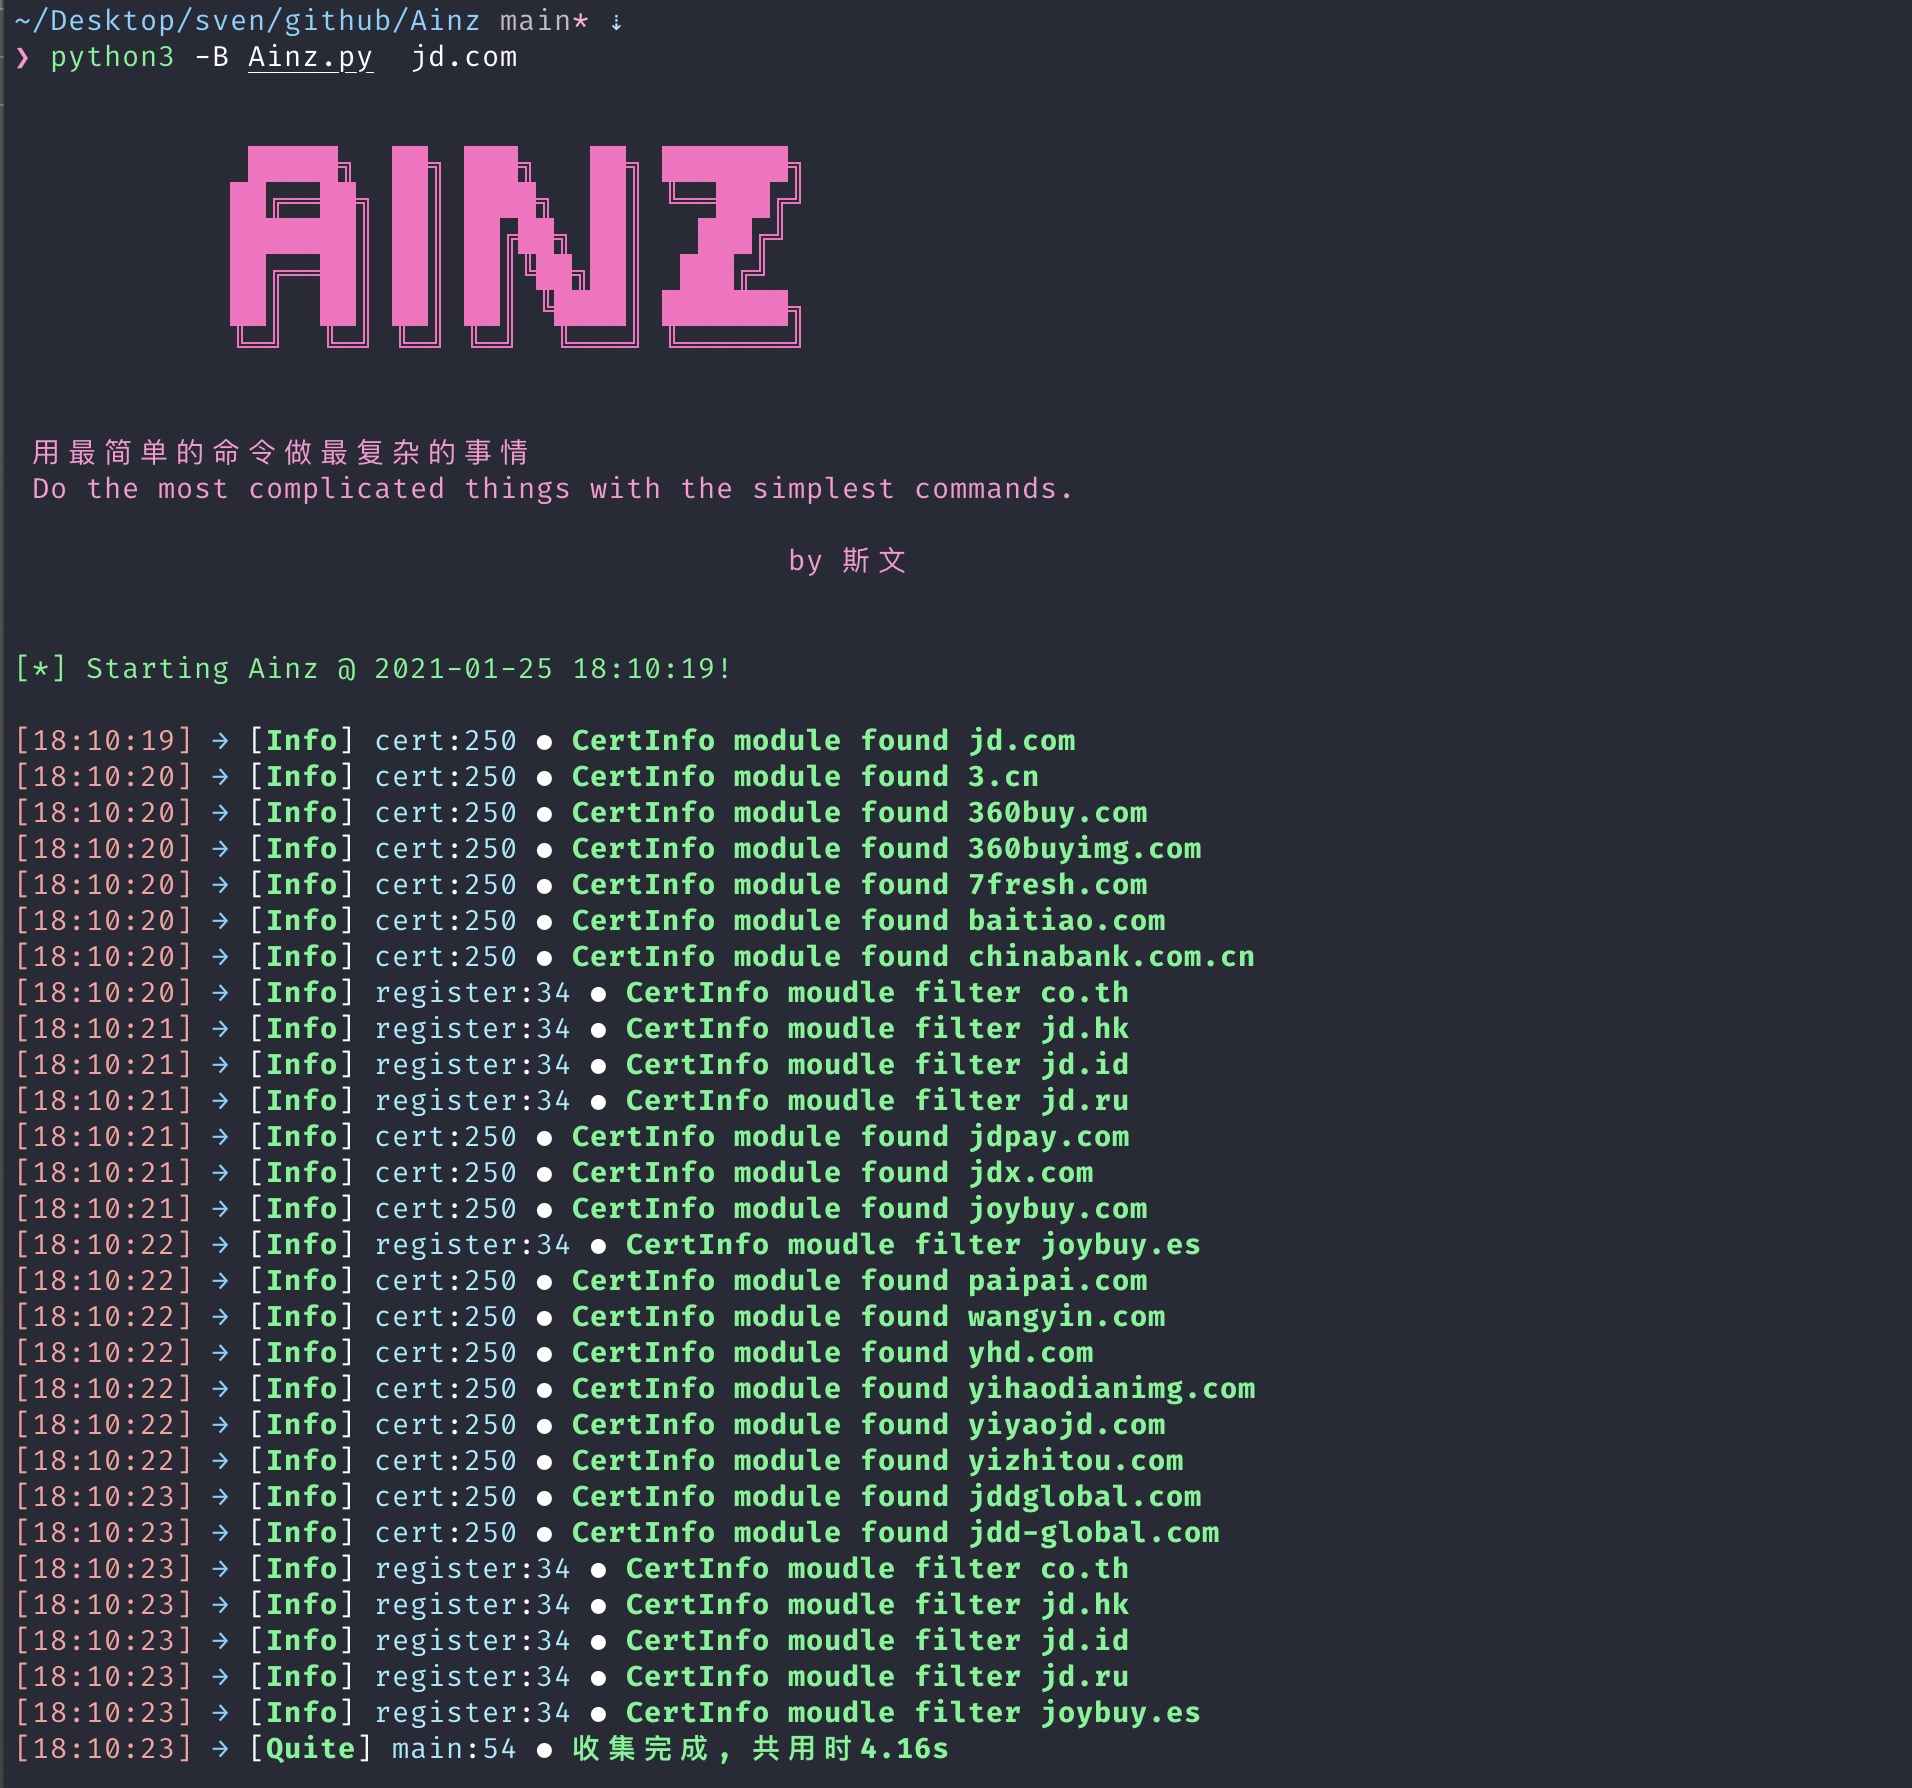 ~/Desktop/sven/github/Ainz main* ⇣
❯ python3 -B Ainz.py  jd.com
AINZ
用最简单的命令做最复杂的事情
Do the most complicated things with the simplest commands.
by 斯文
[*] Starting Ainz @ 2021-01-25 18:10:19!
[18:10:19] → [Info] cert:250 ● CertInfo module found jd.com
[18:10:20] → [Info] cert:250 ● CertInfo module found 3.cn
[18:10:20] → [Info] cert:250 ● CertInfo module found 360buy.com
[18:10:20] → [Info] cert:250 ● CertInfo module found 360buyimg.com
[18:10:20] → [Info] cert:250 ● CertInfo module found 7fresh.com
[18:10:20] → [Info] cert:250 ● CertInfo module found baitiao.com
[18:10:20] → [Info] cert:250 ● CertInfo module found chinabank.com.cn
[18:10:20] → [Info] register:34 ● CertInfo moudle filter co.th
[18:10:21] → [Info] register:34 ● CertInfo moudle filter jd.hk
[18:10:21] → [Info] register:34 ● CertInfo moudle filter jd.id
[18:10:21] → [Info] register:34 ● CertInfo moudle filter jd.ru
[18:10:21] → [Info] cert:250 ● CertInfo module found jdpay.com
[18:10:21] → [Info] cert:250 ● CertInfo module found jdx.com
[18:10:21] → [Info] cert:250 ● CertInfo module found joybuy.com
[18:10:22] → [Info] register:34 ● CertInfo moudle filter joybuy.es
[18:10:22] → [Info] cert:250 ● CertInfo module found paipai.com
[18:10:22] → [Info] cert:250 ● CertInfo module found wangyin.com
[18:10:22] → [Info] cert:250 ● CertInfo module found yhd.com
[18:10:22] → [Info] cert:250 ● CertInfo module found yihaodianimg.com
[18:10:22] → [Info] cert:250 ● CertInfo module found yiyaojd.com
[18:10:22] → [Info] cert:250 ● CertInfo module found yizhitou.com
[18:10:23] → [Info] cert:250 ● CertInfo module found jddglobal.com
[18:10:23] → [Info] cert:250 ● CertInfo module found jdd-global.com
[18:10:23] → [Info] register:34 ● CertInfo moudle filter co.th
[18:10:23] → [Info] register:34 ● CertInfo moudle filter jd.hk
[18:10:23] → [Info] register:34 ● CertInfo moudle filter jd.id
[18:10:23] → [Info] register:34 ● CertInfo moudle filter jd.ru
[18:10:23] → [Info] register:34 ● CertInfo moudle filter joybuy.es
[18:10:23] → [Quite] main:54 ● 收集完成, 共用时4.16s